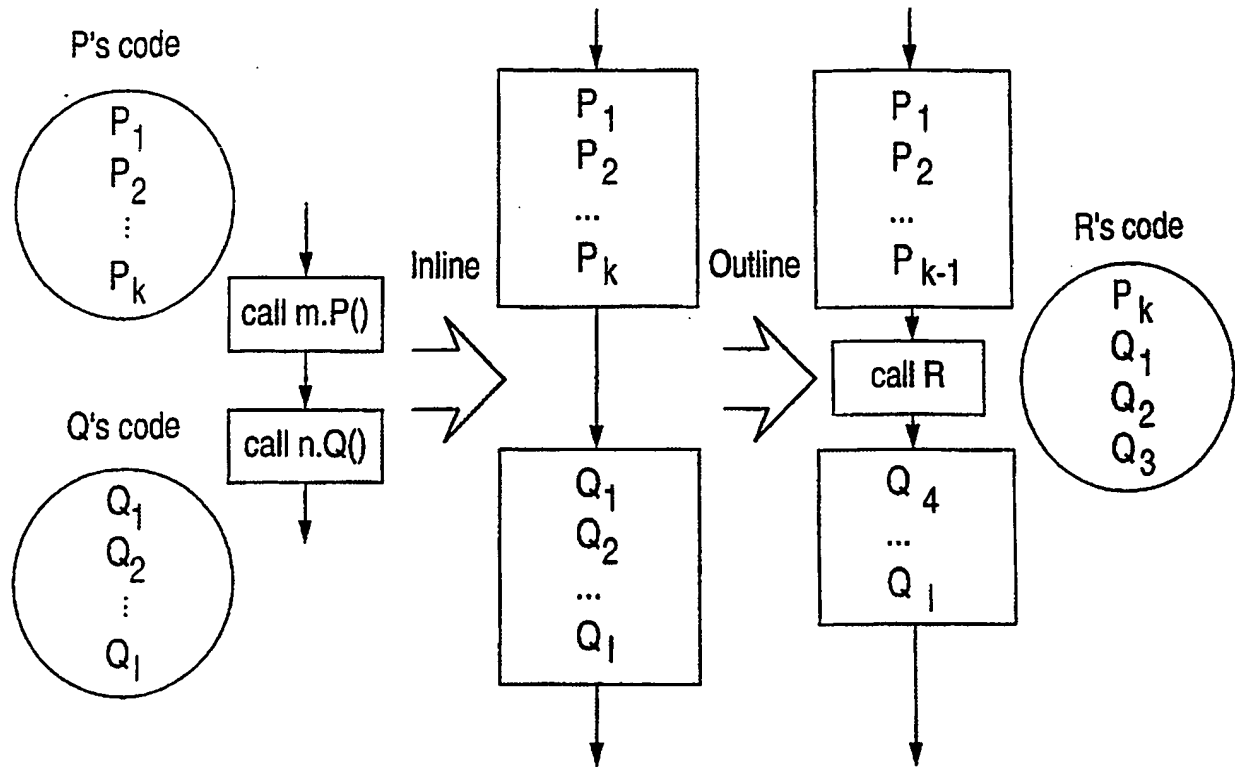 P's code
P1
P2
...
Pk
call m.P()
call n.Q()
Q's code
Q1
Q2
...
Ql
Inline
P1
P2
...
Pk
Q1
Q2
...
Ql
Outline
P1
P2
...
Pk-1
call R
Q4
...
Ql
R's code
Pk
Q1
Q2
Q3